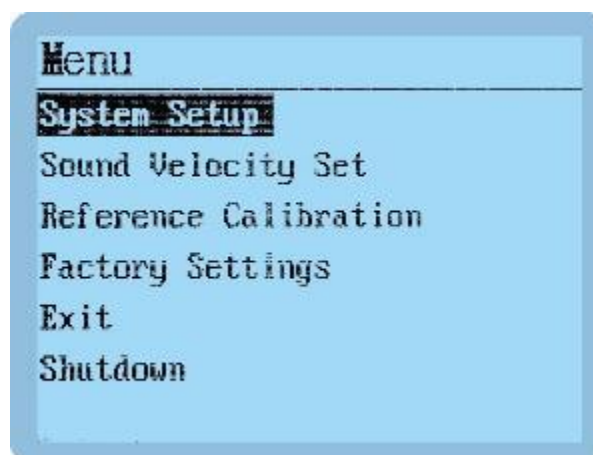 Menu
System Setup
Sound Velocity Set
Reference Calibration
Factory Settings
Exit
Shutdown